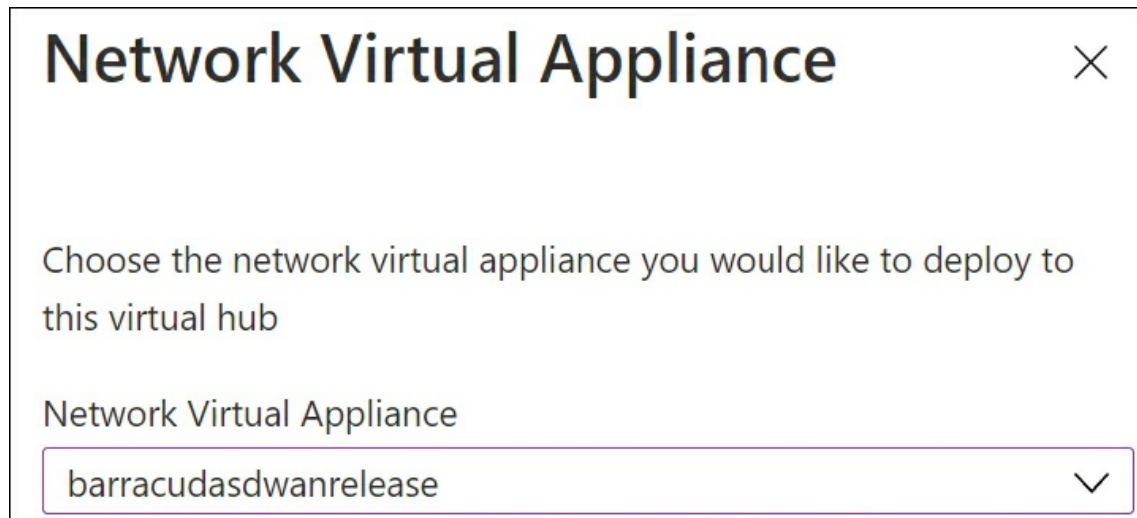 Network Virtual Appliance
Choose the network virtual appliance you would like to deploy to
this virtual hub
Network Virtual Appliance
barracudasdwanrelease